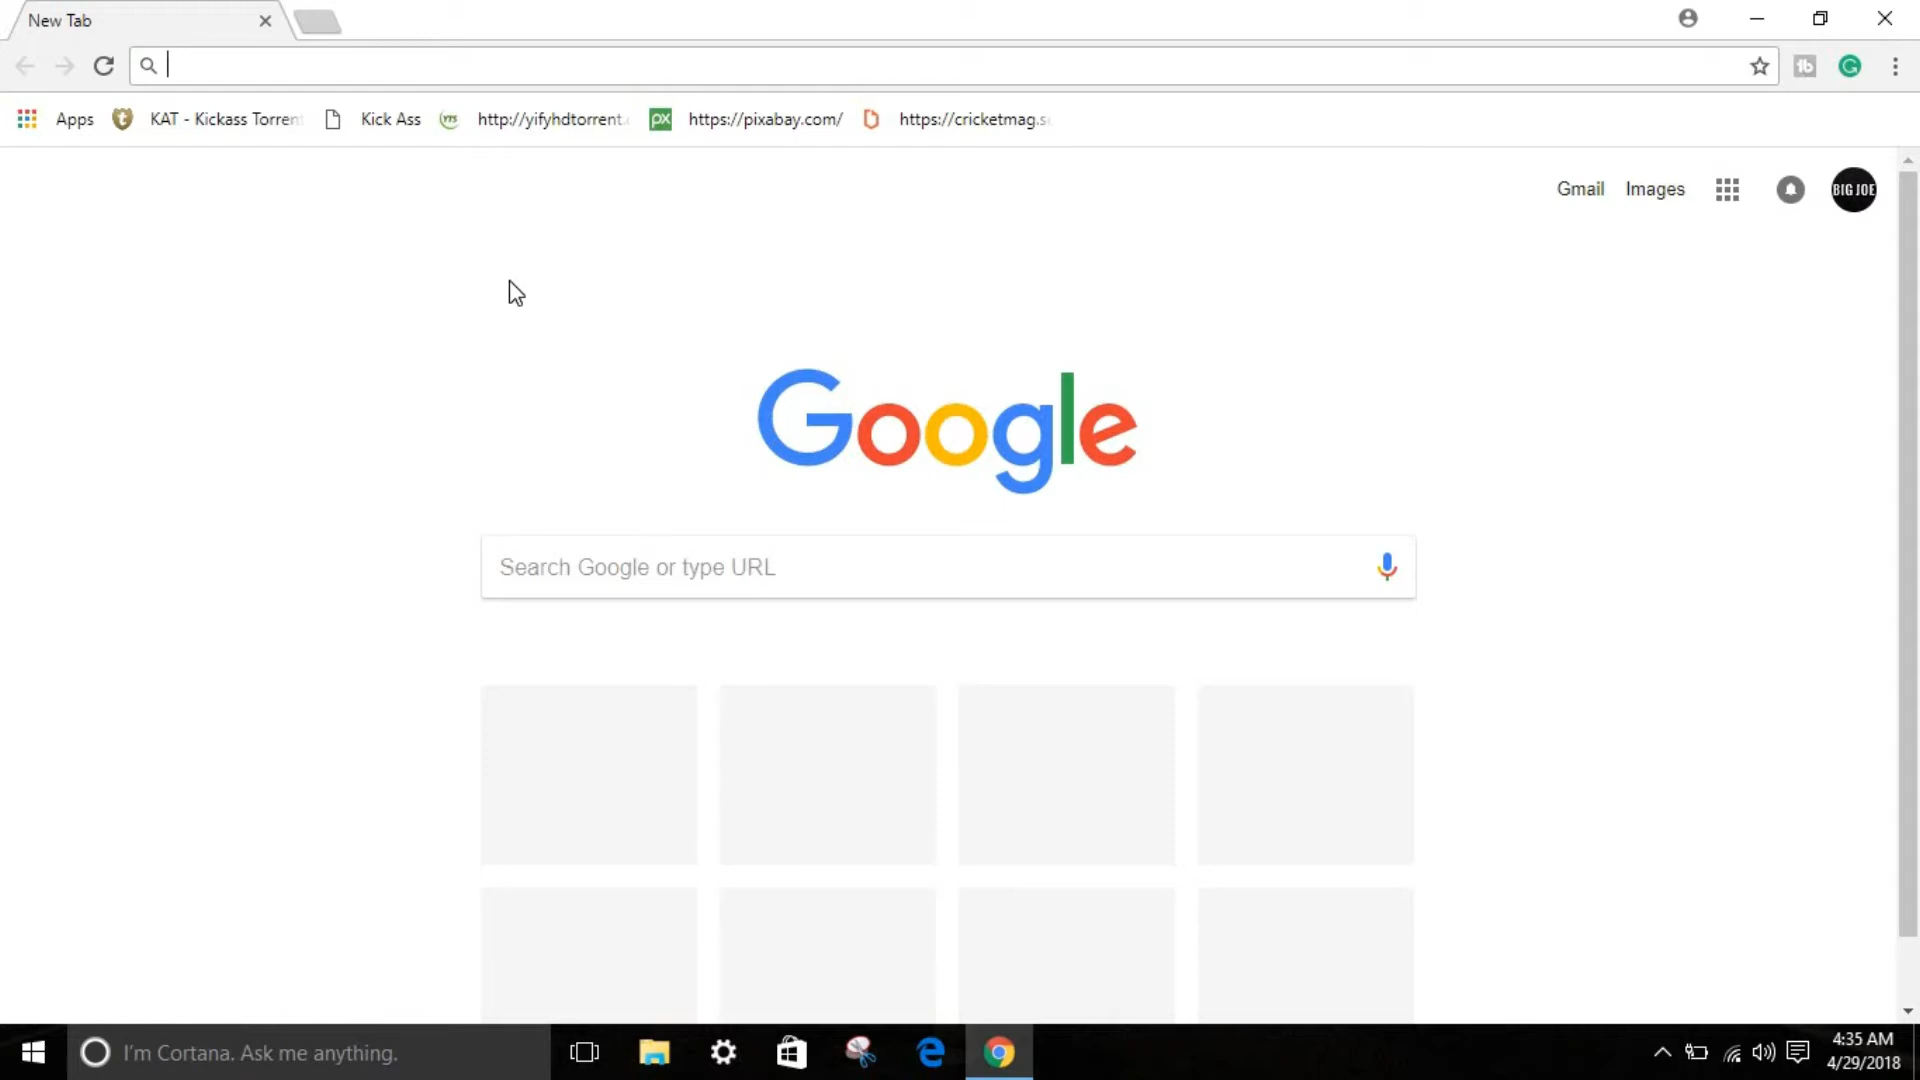 New Tab
Apps
KAT - Kickass Torren
Kick Ass
http://yifyhdtorrent.
https://pixabay.com/
https://cricketmag.s
Gmail
Images
BIG JOE
Google
Search Google or type URL
I'm Cortana. Ask me anything.
4:35 AM
4/29/2018